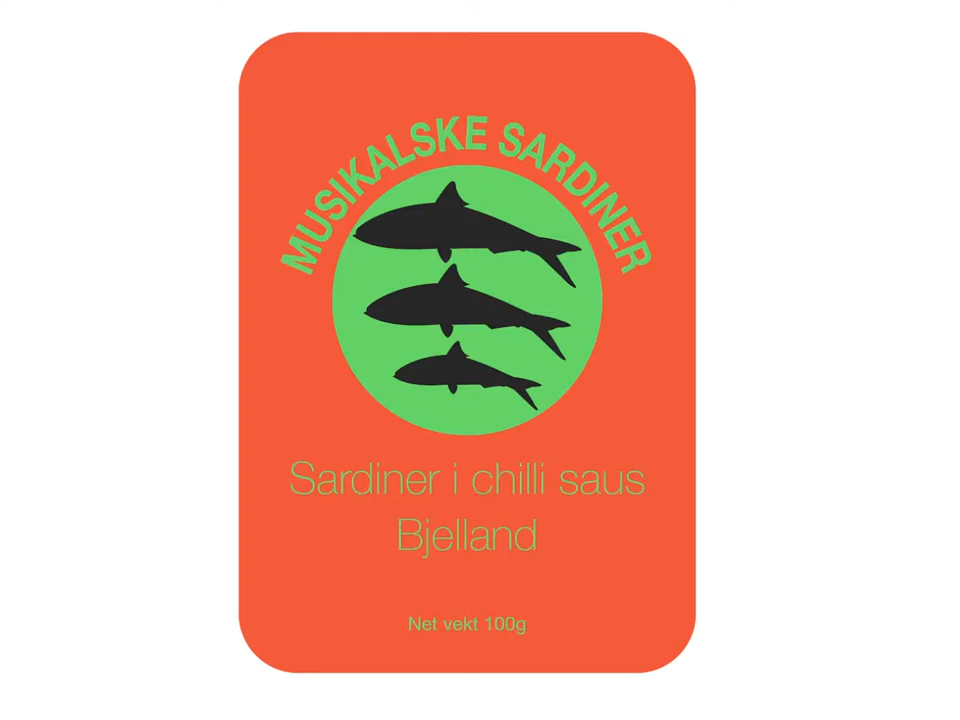 MUSIKALSKE SARDINER
Sardiner i chilli saus
Bjelland
Net vekt 100g